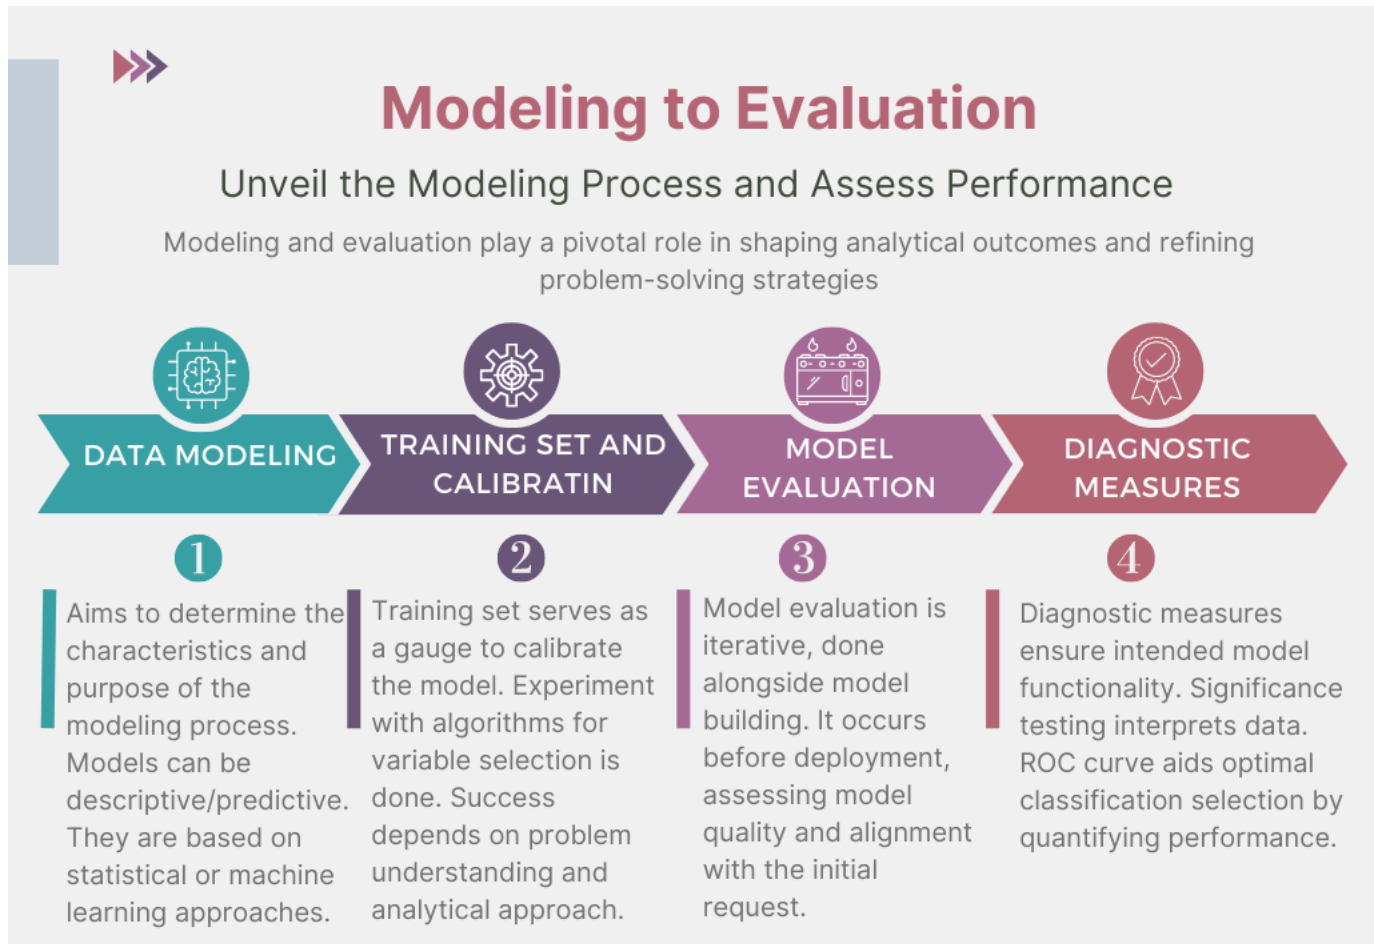 Modeling to Evaluation
Unveil the Modeling Process and Assess Performance
Modeling and evaluation play a pivotal role in shaping analytical outcomes and refining
problem-solving strategies
DATA MODELING
TRAINING SET AND
CALIBRATIN
MODEL
EVALUATION
DIAGNOSTIC
MEASURES
1
Aims to determine the
characteristics and
purpose of the
modeling process.
Models can be
descriptive/predictive.
They are based on
statistical or machine
learning approaches.
2
Training set serves as
a gauge to calibrate
the model. Experiment
with algorithms for
variable selection is
done. Success
depends on problem
understanding and
analytical approach.
3
Model evaluation is
iterative, done
alongside model
building. It occurs
before deployment,
assessing model
quality and alignment
with the initial
request.
4
Diagnostic measures
ensure intended model
functionality. Significance
testing interprets data.
ROC curve aids optimal
classification selection by
quantifying performance.